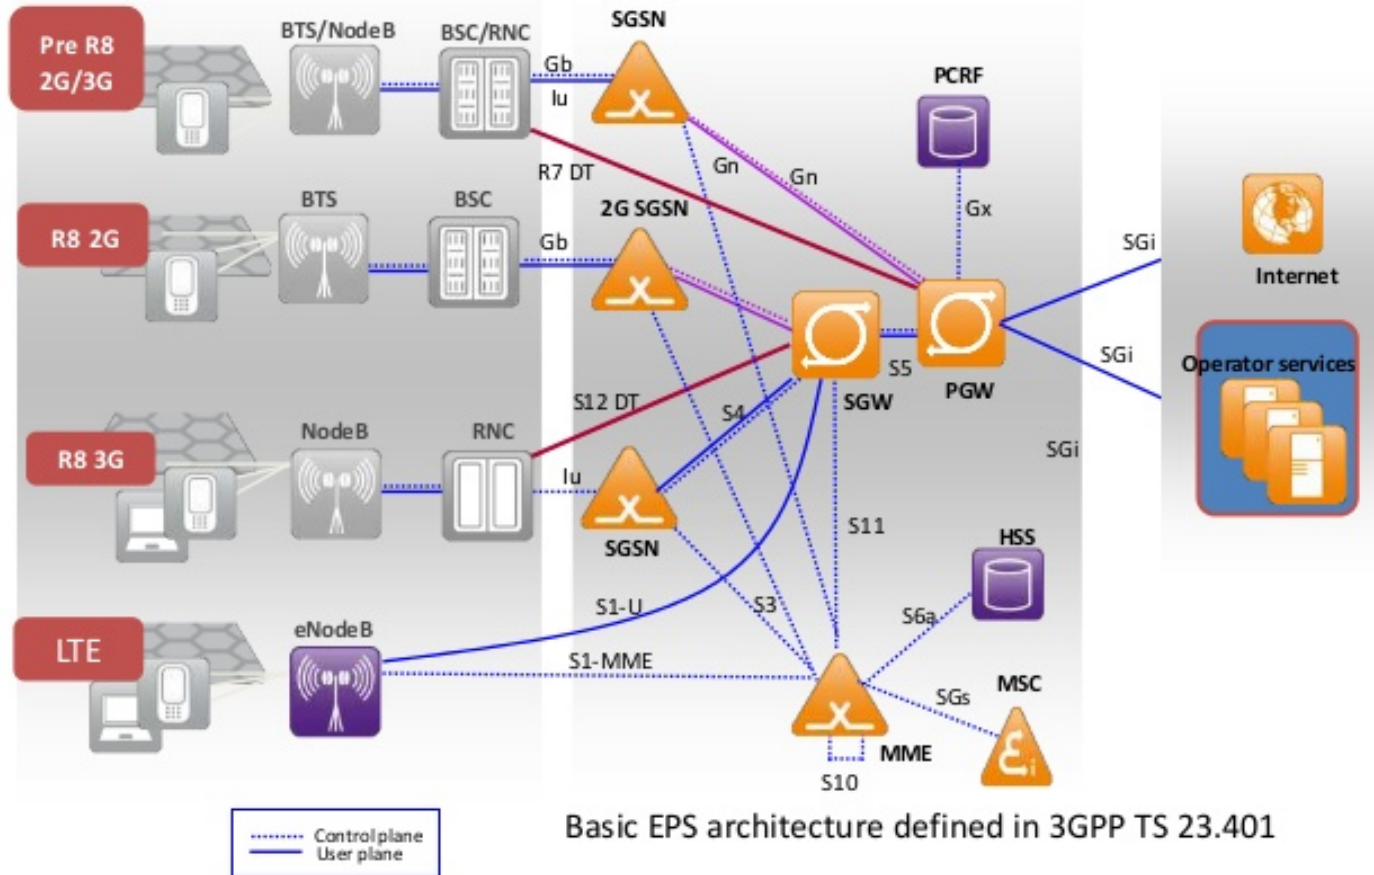 Pre R8
2G/3G
BTS/NodeB
BSC/RNC
Gb
Iu
SGSN
PCRF
R7 DT
Gn
Gn
Gx
R8 2G
BTS
BSC
Gb
2G SGSN
SGi
Internet
S12 DT
S4
SGW
S5
PGW
SGi
Operator services
R8 3G
NodeB
RNC
Iu
SGSN
SGi
S11
HSS
LTE
eNodeB
S1-U
S3
S6a
S1-MME
SGs
MSC
MME
S10
Control plane
User plane
Basic EPS architecture defined in 3GPP TS 23.401